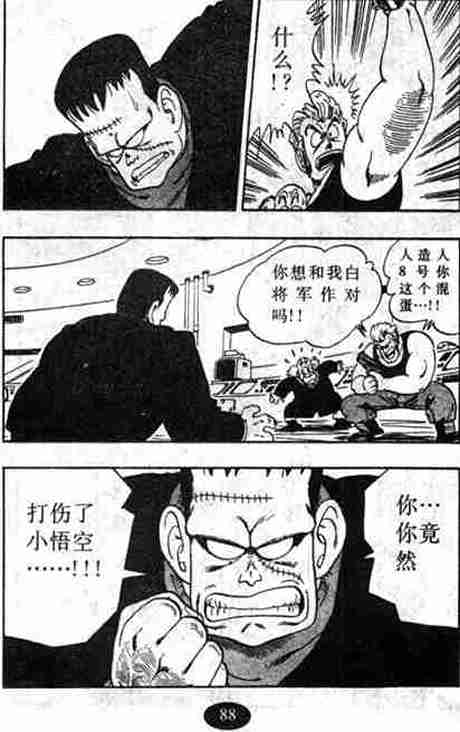 什么!?
人造人
8号你
这个混
蛋…!!
你想和我白
将军作对
吗!!
你…
你竟
然
打伤了
小悟空
……!!!
88